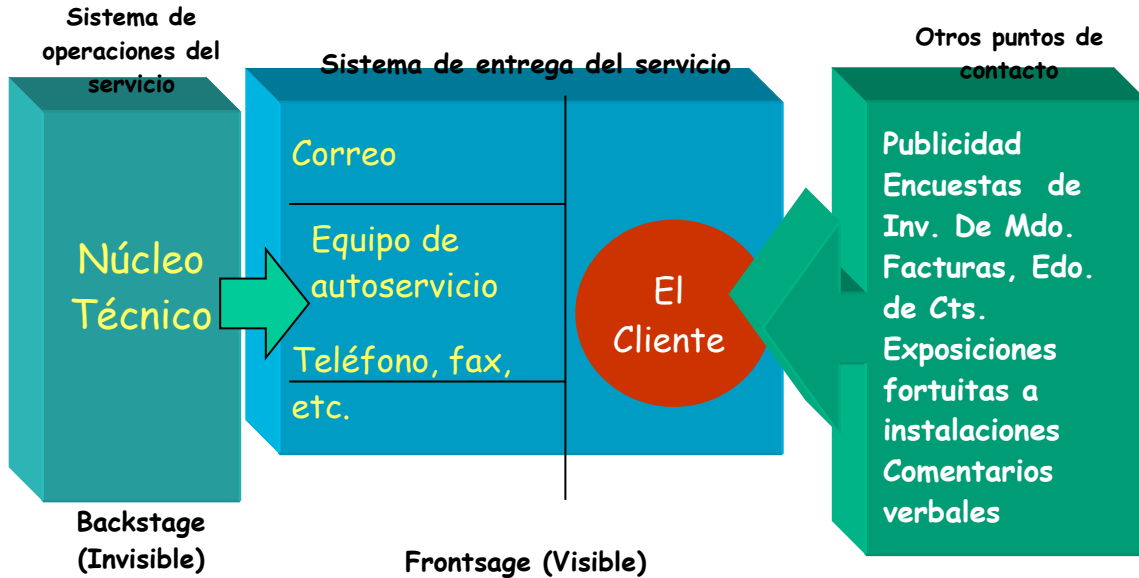 Sistema de
operaciones del
servicio
Núcleo
Técnico
Backstage
(Invisible)
Sistema de entrega del servicio
Correo
Equipo de
autoservicio
Teléfono, fax,
etc.
El
Cliente
Frontsage (Visible)
Otros puntos de
contacto
Publicidad
Encuestas de
Inv. De Mdo.
Facturas, Edo.
de Cts.
Exposiciones
fortuitas a
instalaciones
Comentarios
verbales